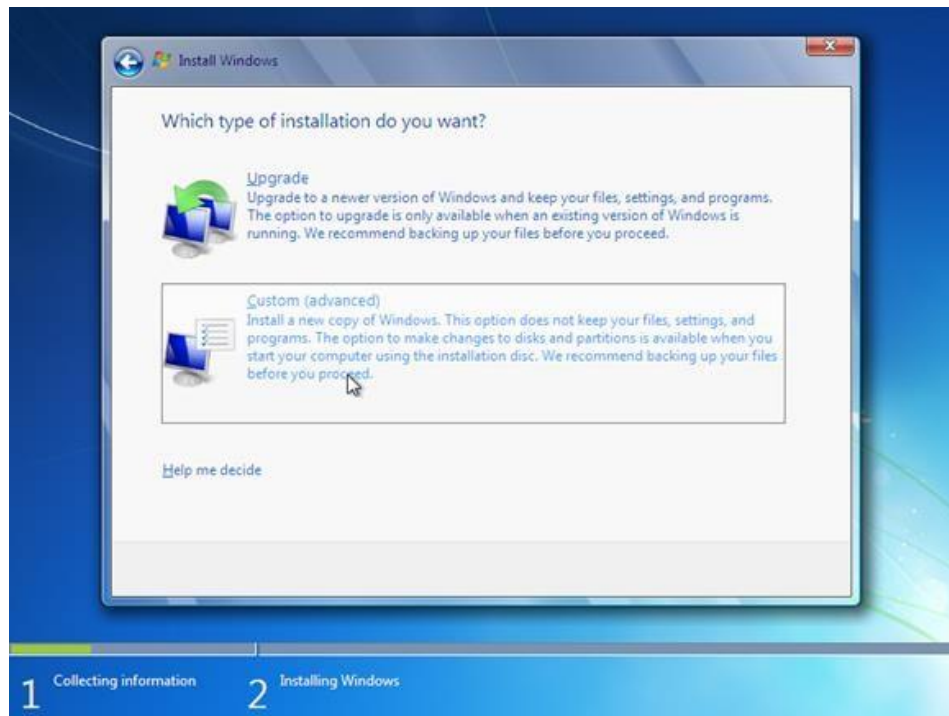 Install Windows
Which type of installation do you want?
Upgrade
Upgrade to a newer version of Windows and keep your files, settings, and programs.
The option to upgrade is only available when an existing version of Windows is
running. We recommend backing up your files before you proceed.
Custom (advanced)
Install a new copy of Windows. This option does not keep your files, settings, and
programs. The option to make changes to disks and partitions is available when you
start your computer using the installation disc. We recommend backing up your files
before you proceed.
Help me decide
1 Collecting information
2 Installing Windows